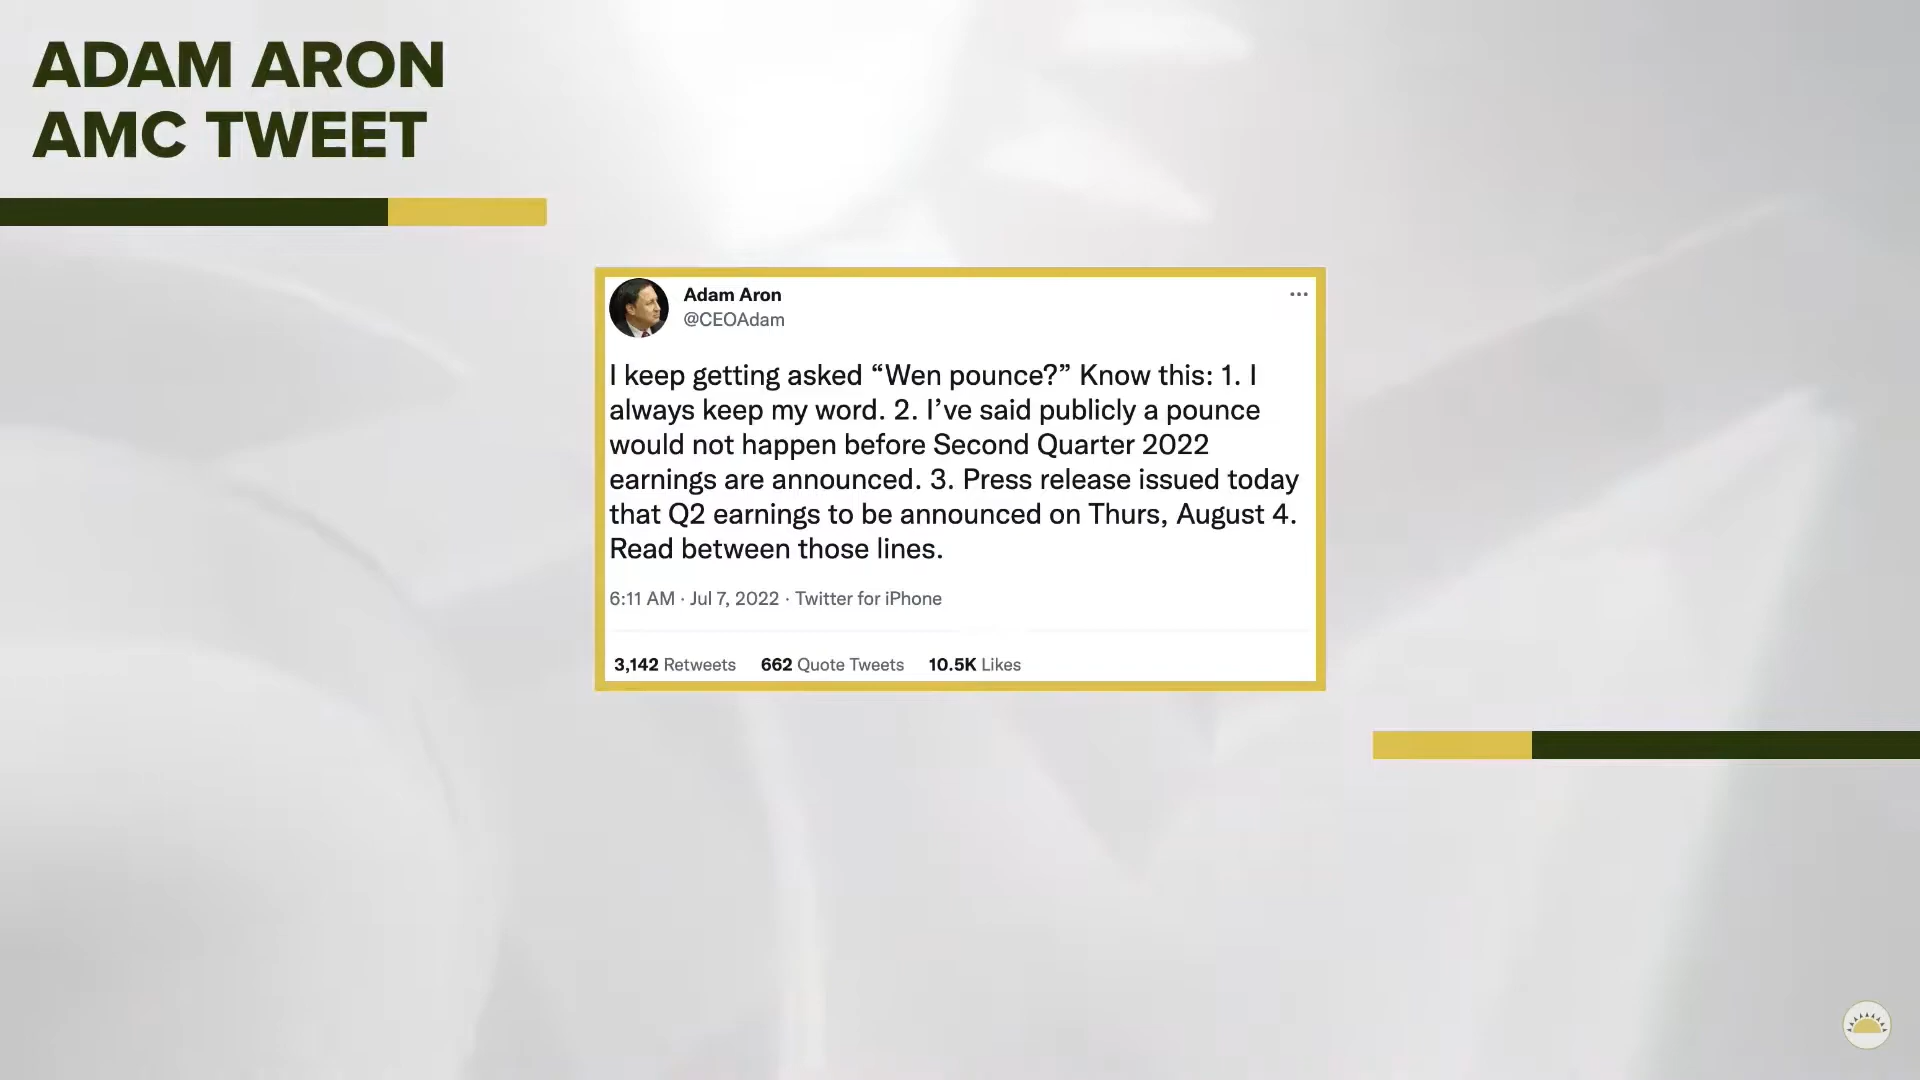 ADAM ARON
AMC TWEET
Adam Aron
@CEOAdam
I keep getting asked “Wen pounce?” Know this: 1. I
always keep my word. 2. I’ve said publicly a pounce
would not happen before Second Quarter 2022
earnings are announced. 3. Press release issued today
that Q2 earnings to be announced on Thurs, August 4.
Read between those lines.
6:11 AM · Jul 7, 2022 · Twitter for iPhone
3,142 Retweets 662 Quote Tweets 10.5K Likes